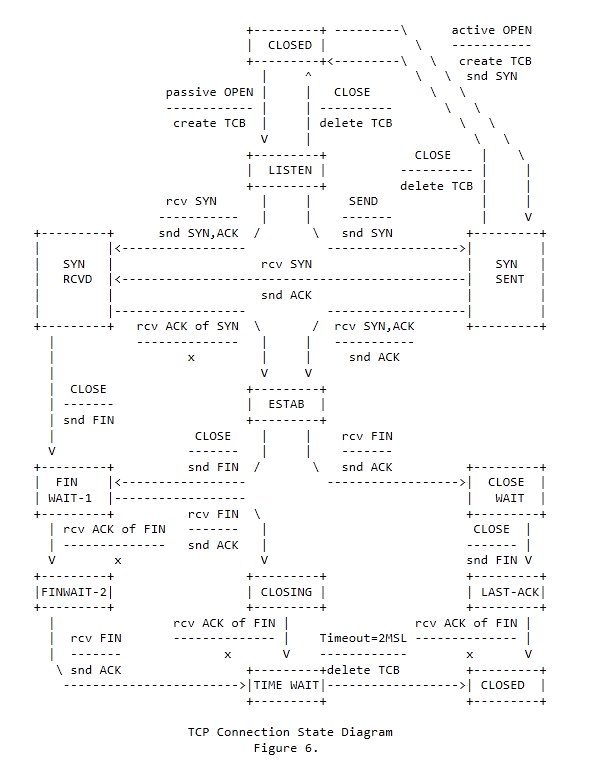 active OPEN
CLOSED
create TCB
snd SYN
passive OPEN CLOSE
create TCB delete TCB
CLOSE
LISTEN
delete TCB
rcv SYN SEND
snd SYN,ACK snd SYN
SYN rcv SYN SYN
RCVD SENT
snd ACK
rcv ACK of SYN rcv SYN,ACK
x snd ACK
CLOSE
ESTAB
snd FIN
CLOSE rcv FIN
snd FIN snd ACK
FIN CLOSE
WAIT-1 WAIT
rcv FIN
rcv ACK of FIN CLOSE
snd ACK
x snd FIN
FINWAIT-2 CLOSING LAST-ACK
rcv ACK of FIN rcv ACK of FIN
rcv FIN Timeout=2MSL
x x
snd ACK delete TCB
TIME WAIT CLOSED
TCP Connection State Diagram
Figure 6.